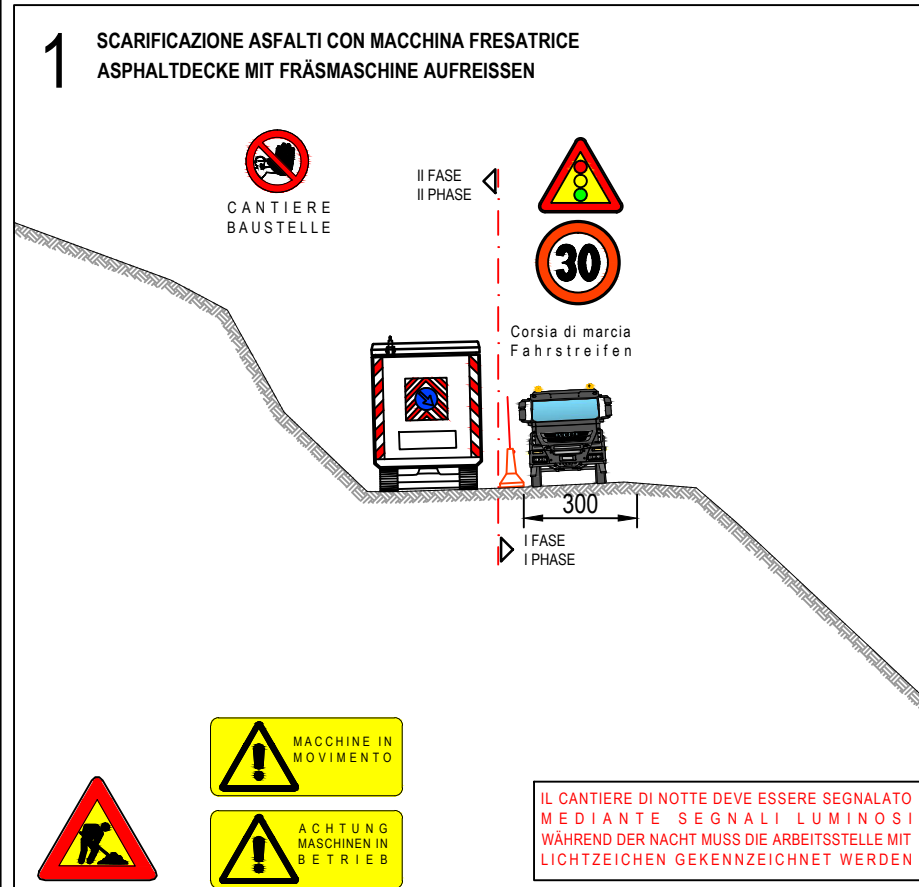 1
SCARIFICAZIONE ASFALTI CON MACCHINA FRESATRICE
ASPHALTDECKE MIT FRÄSMASCHINE AUFREISSEN
CANTIERE
BAUSTELLE
II FASE
II PHASE
30
Corsia di marcia
Fahrstreifen
300
I FASE
I PHASE
MACCHINE IN
MOVIMENTO
ACHTUNG
MASCHINEN IN
BETRIEB
IL CANTIERE DI NOTTE DEVE ESSERE SEGNALATO
MEDIANTE SEGNALI LUMINOSI
WÄHREND DER NACHT MUSS DIE ARBEITSSTELLE MIT
LICHTZEICHEN GEKENNZEICHNET WERDEN